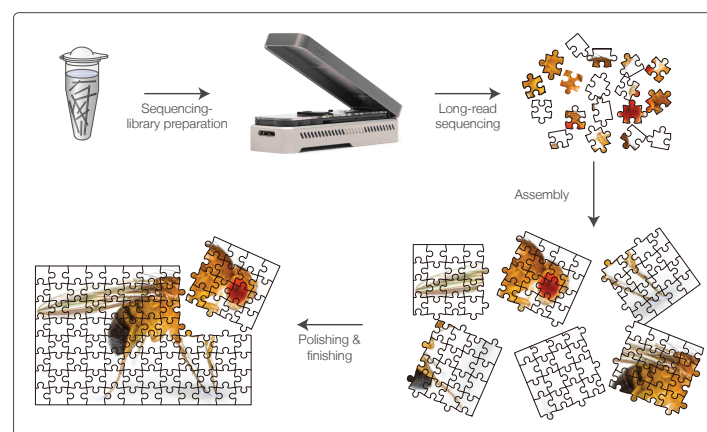 Sequencing-
library preparation
Long-read
sequencing
Assembly
Polishing &
finishing